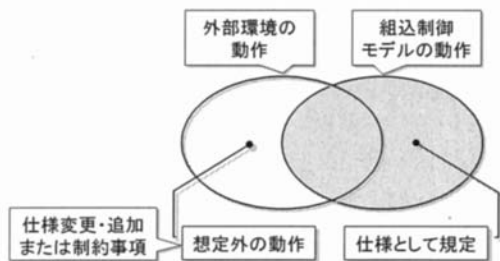 外部環境の
動作
組込制御
モデルの動作
仕様変更・追加
または制約事項
想定外の動作
仕様として規定